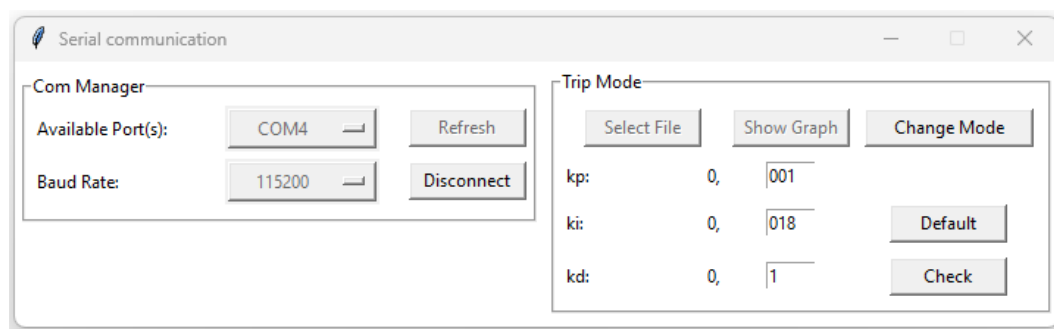 Serial communication
Com Manager
Available Port(s): COM4 Refresh
Baud Rate: 115200 Disconnect
Trip Mode
Select File Show Graph Change Mode
kp: 0, 001
ki: 0, 018 Default
kd: 0, 1 Check